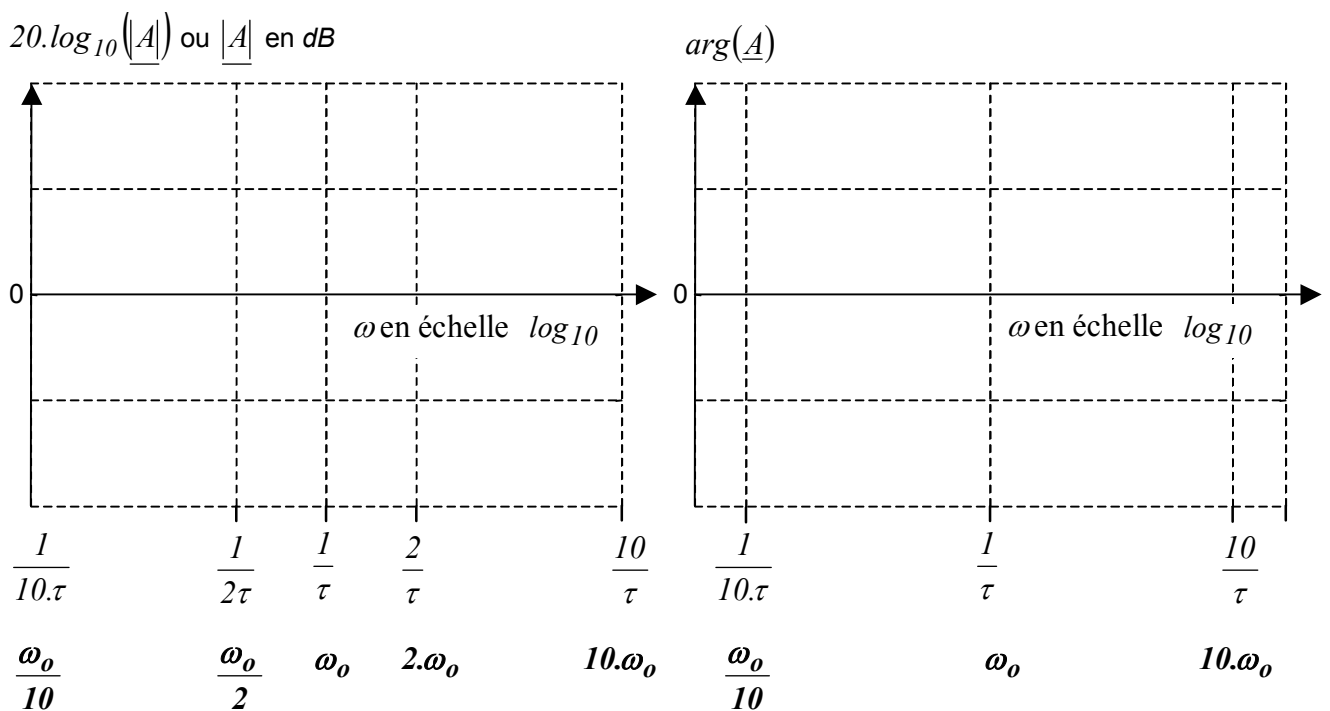 20.log10(|A|) ou |A| en dB
arg(A)
0
ω en échelle log10
0
ω en échelle log10
1/10.τ 1/2τ 1/τ 2/τ 10/τ
1/10.τ 1/τ 10/τ
ωo/10 ωo/2 ωo 2.ωo 10.ωo
ωo/10 ωo 10.ωo